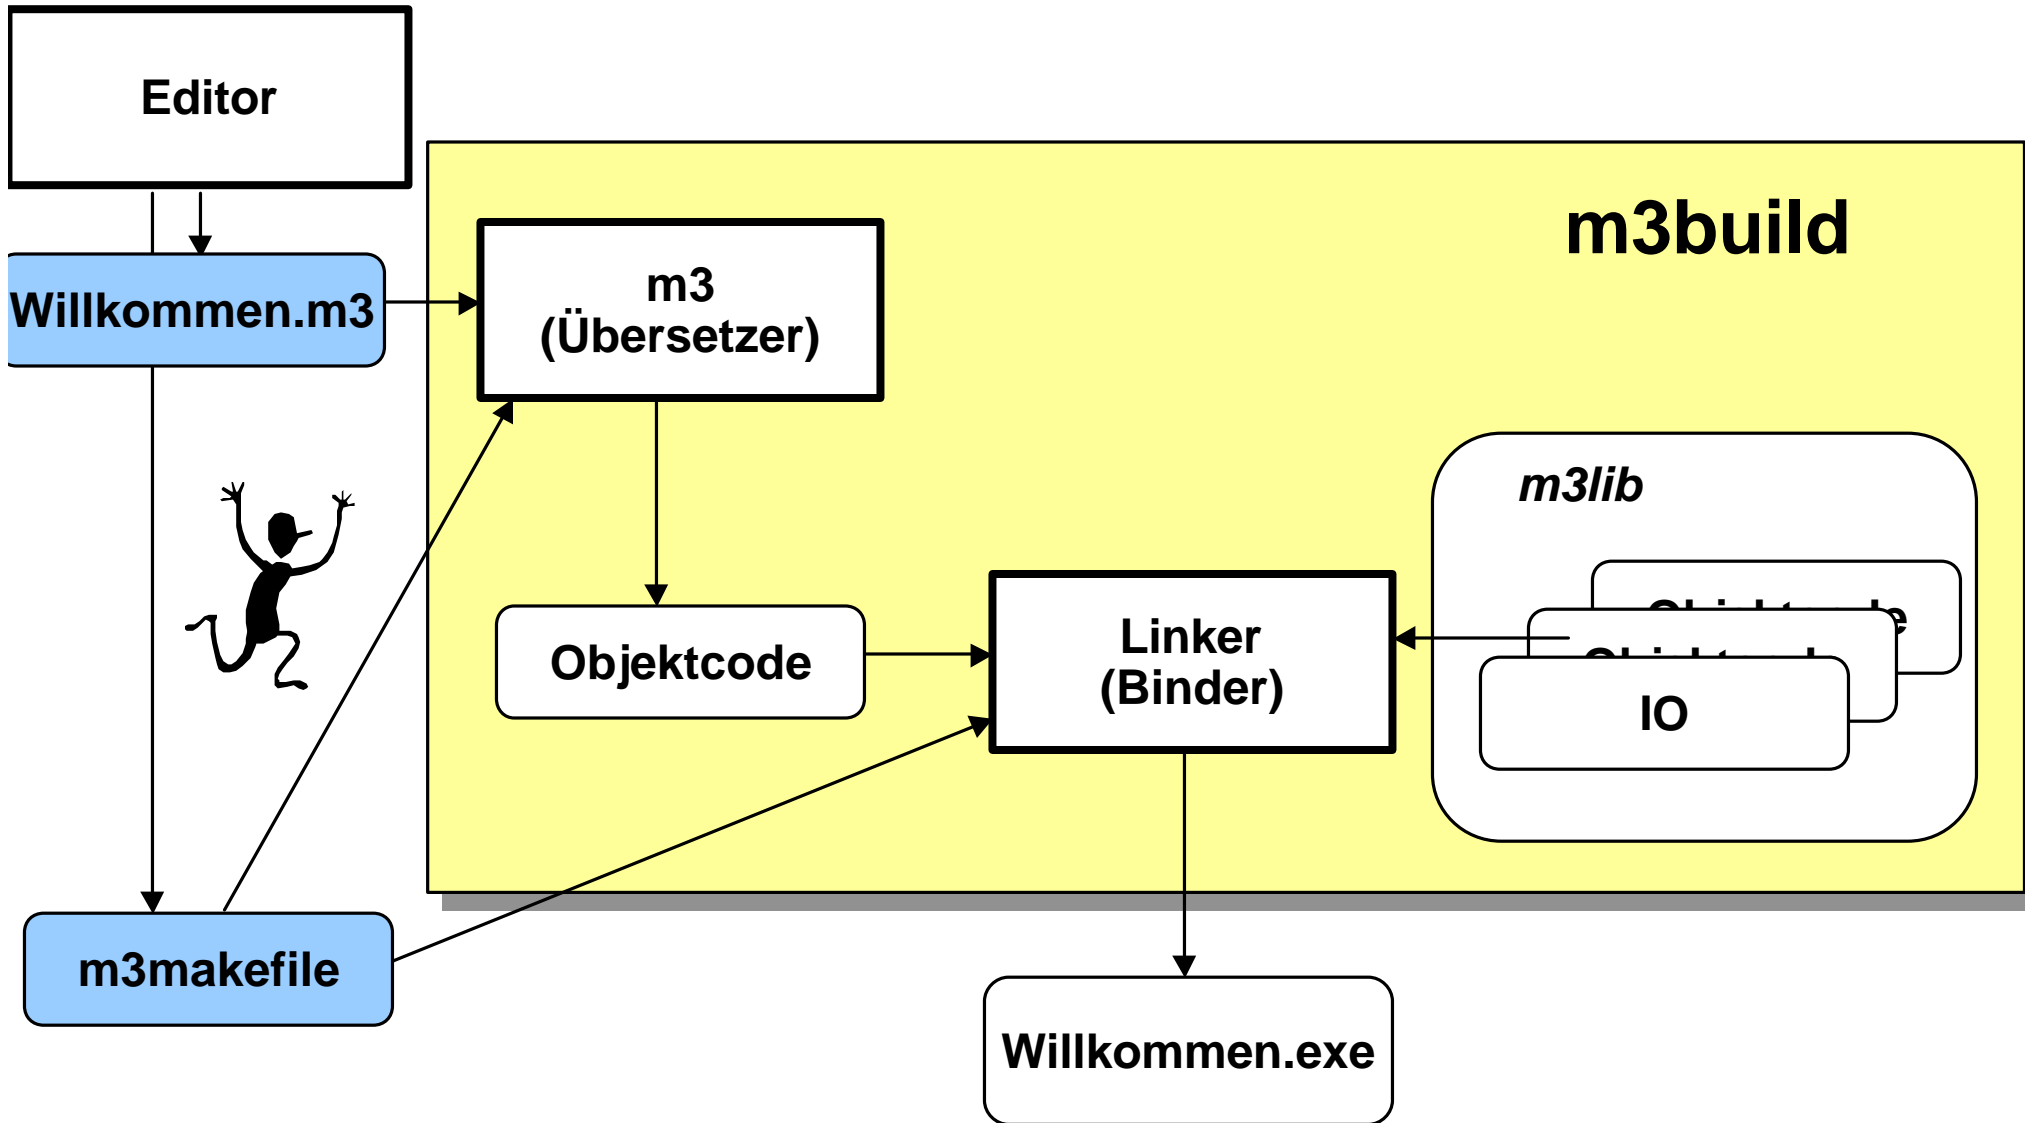 Editor
m3build
Willkommen.m3
m3
(Übersetzer)
m3lib
Objektcode
Linker
(Binder)
IO
m3makefile
Willkommen.exe